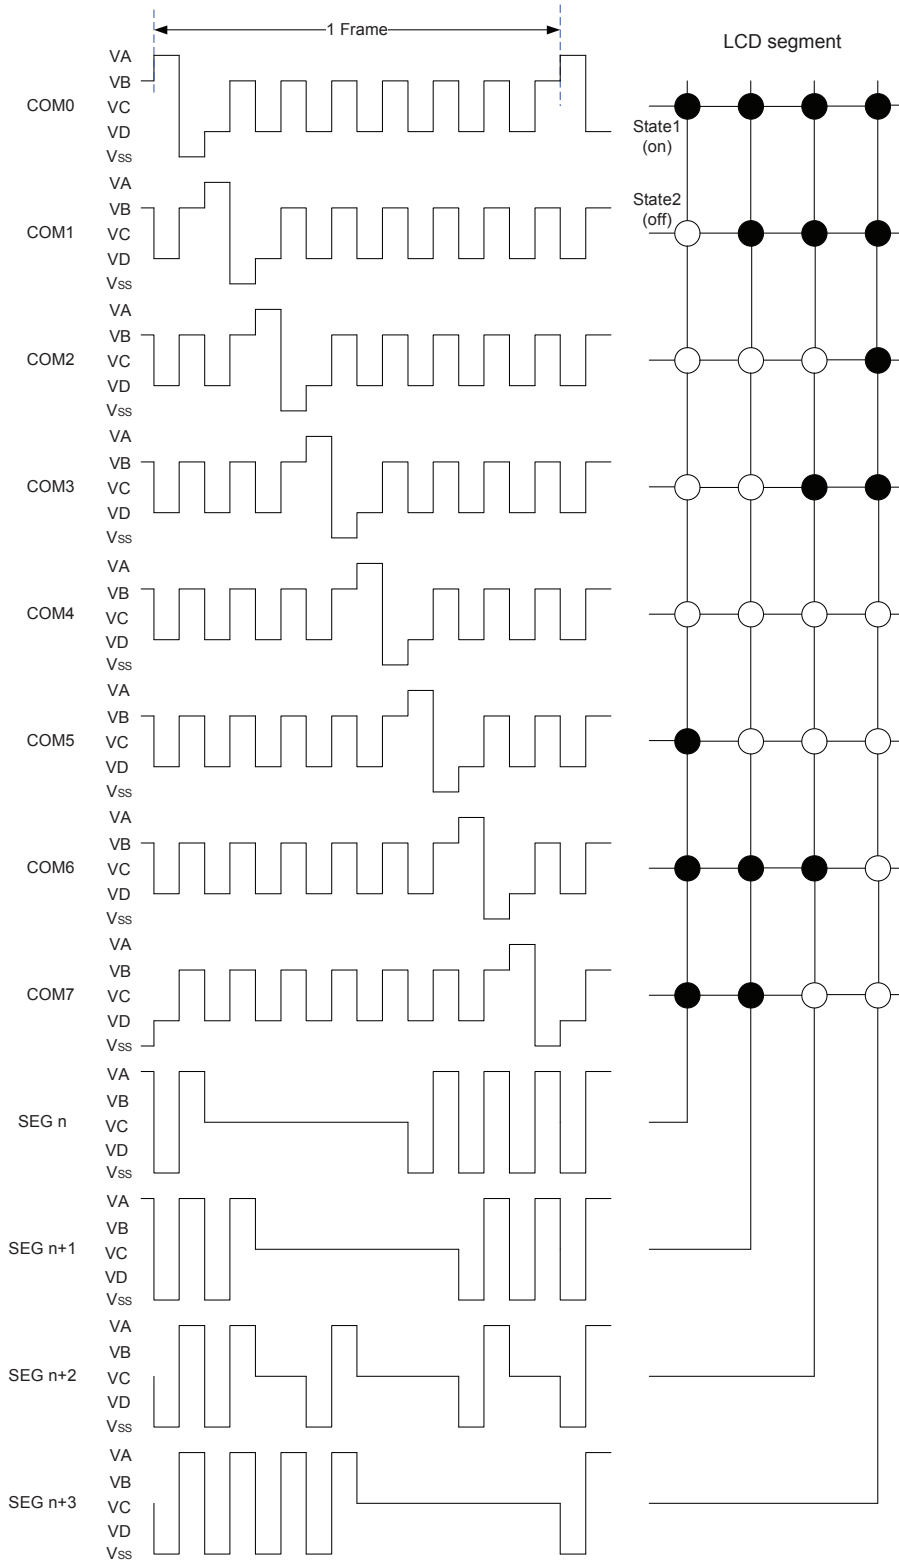 1 Frame
LCD segment
COM0
VA
VB
VC
VD
VSS
State1
(on)
COM1
VA
VB
VC
VD
VSS
State2
(off)
COM2
VA
VB
VC
VD
VSS
COM3
VA
VB
VC
VD
VSS
COM4
VA
VB
VC
VD
VSS
COM5
VA
VB
VC
VD
VSS
COM6
VA
VB
VC
VD
VSS
COM7
VA
VB
VC
VD
VSS
SEG n
VA
VB
VC
VD
VSS
SEG n+1
VA
VB
VC
VD
VSS
SEG n+2
VA
VB
VC
VD
VSS
SEG n+3
VA
VB
VC
VD
VSS